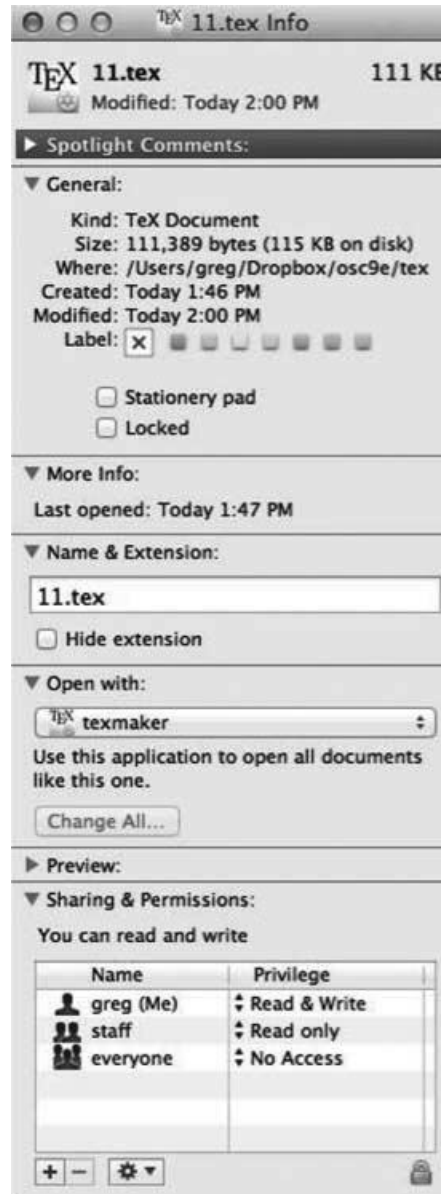 TEX 11.tex Info
TEX 11.tex 111 KB
Modified: Today 2:00 PM
Spotlight Comments:
General:
Kind: TeX Document
Size: 111,389 bytes (115 KB on disk)
Where: /Users/greg/Dropbox/osc9e/tex
Created: Today 1:46 PM
Modified: Today 2:00 PM
Label:
Stationery pad
Locked
More Info:
Last opened: Today 1:47 PM
Name & Extension:
11.tex
Hide extension
Open with:
TEX texmaker
Use this application to open all documents
like this one.
Change All...
Preview:
Sharing & Permissions:
You can read and write
Name Privilege
greg (Me) Read & Write
staff Read only
everyone No Access